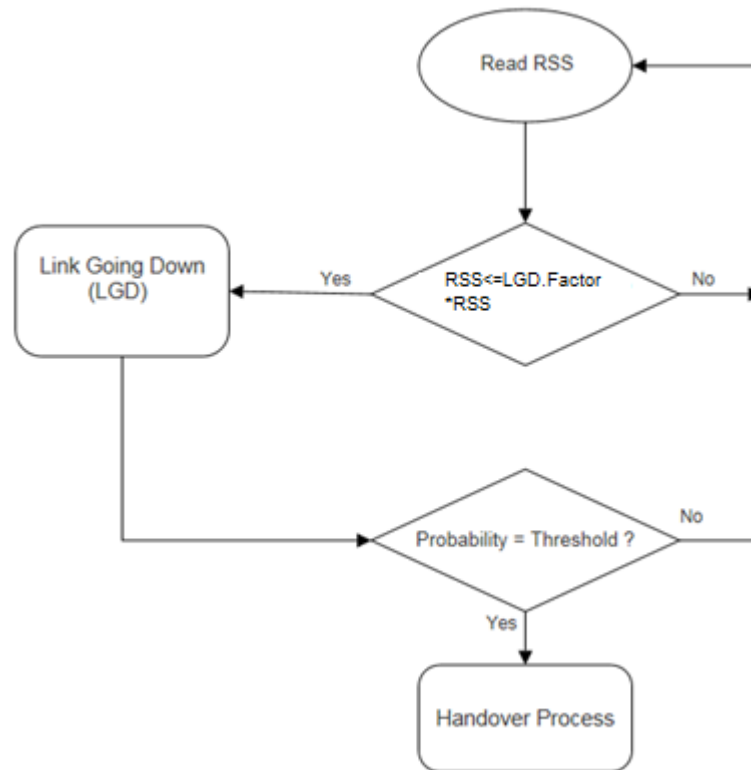 Read RSS
Link Going Down
(LGD)
Yes
RSS<=LGD.Factor
*RSS
No
Probability = Threshold ?
No
Yes
Handover Process